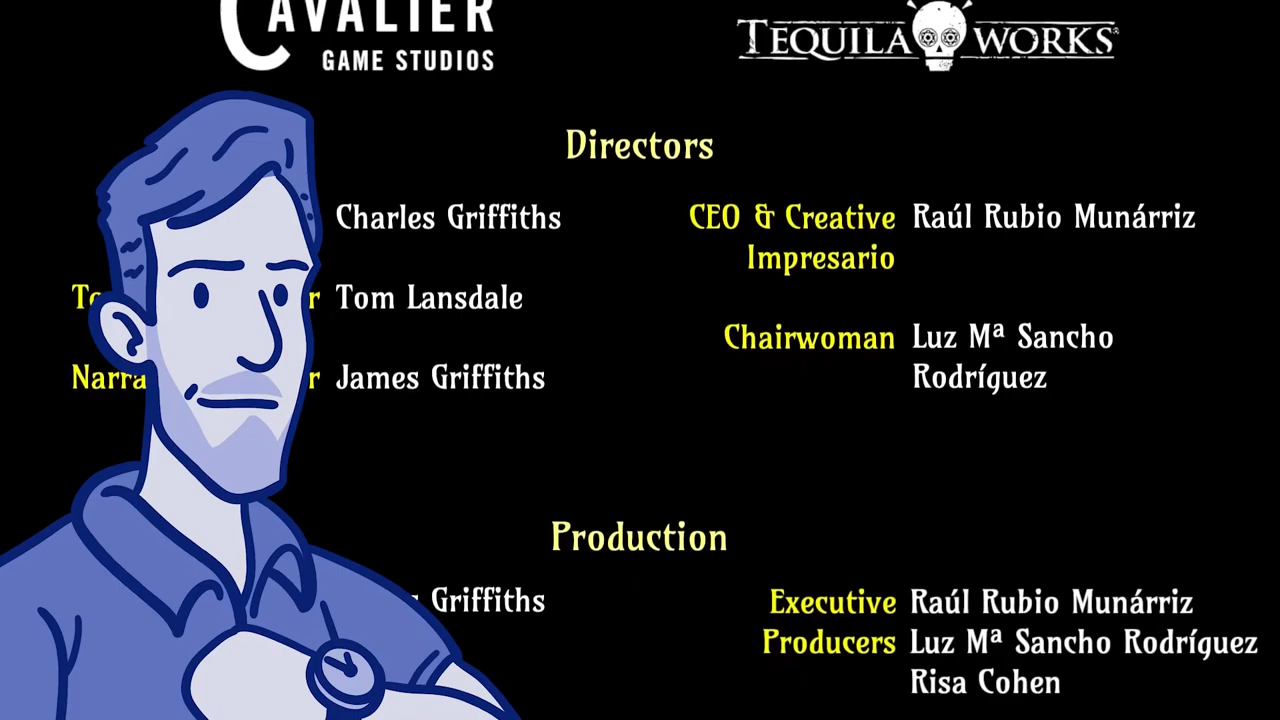 CAVALIER
GAME STUDIOS
TEQUILA WORKS
Directors
Charles Griffiths
CEO & Creative
Impresario
Raúl Rubio Munárriz
Tom Lansdale
Chairwoman
Luz Mª Sancho
Rodríguez
James Griffiths
Production
Griffiths
Executive
Producers
Raúl Rubio Munárriz
Luz Mª Sancho Rodríguez
Risa Cohen